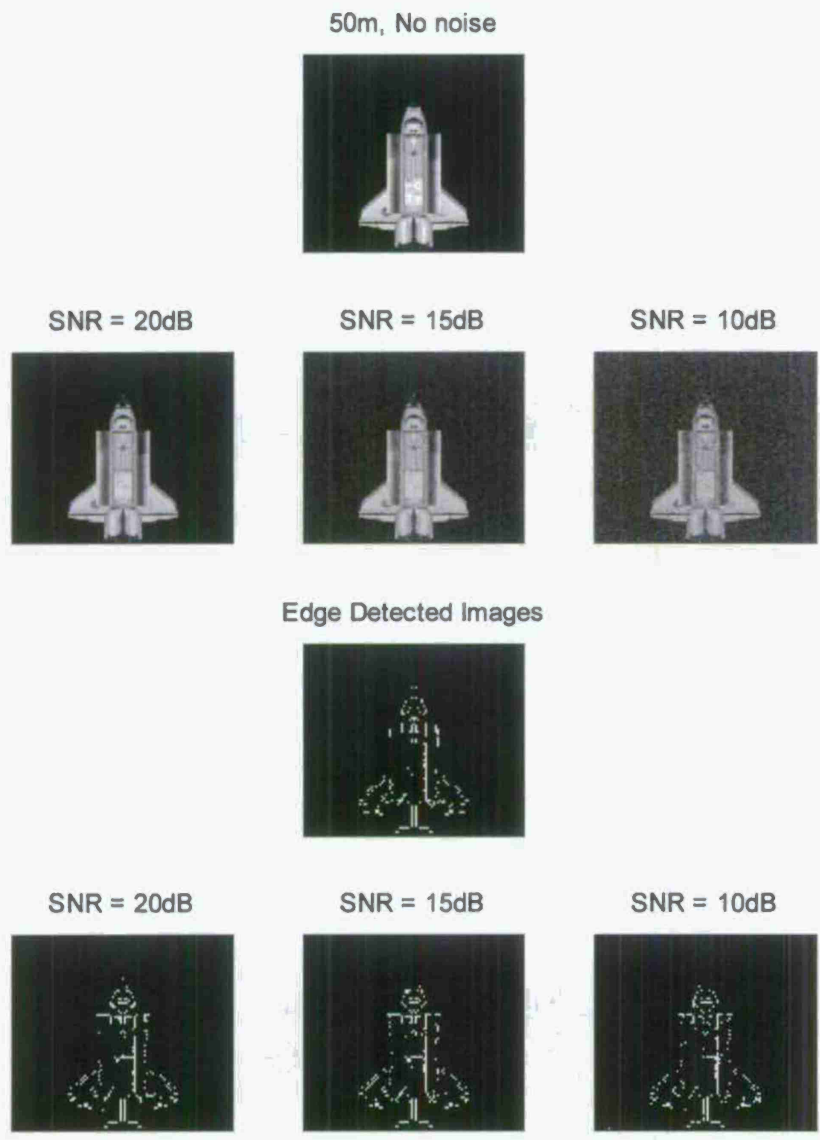 50m, No noise
SNR = 20dB
SNR = 15dB
SNR = 10dB
Edge Detected Images
SNR = 20dB
SNR = 15dB
SNR = 10dB